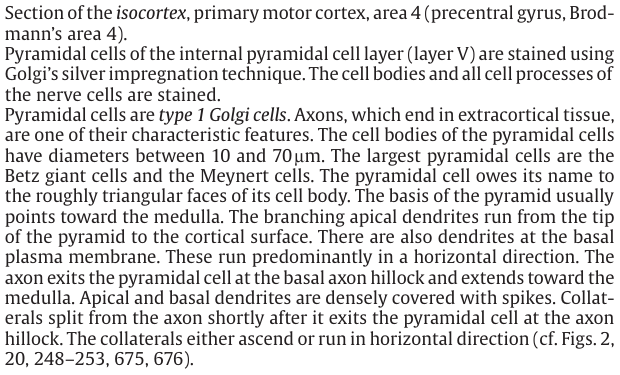 Section of the isocortex, primary motor cortex, area 4 (precentral gyrus, Brod-
mann's area 4).
Pyramidal cells of the internal pyramidal cell layer (layer V) are stained using
Golgi's silver impregnation technique. The cell bodies and all cell processes of
the nerve cells are stained.
Pyramidal cells are type 1 Golgi cells. Axons, which end in extracortical tissue,
are one of their characteristic features. The cell bodies of the pyramidal cells
have diameters between 10 and 70 μm. The largest pyramidal cells are the
Betz giant cells and the Meynert cells. The pyramidal cell owes its name to
the roughly triangular faces of its cell body. The basis of the pyramid usually
points toward the medulla. The branching apical dendrites run from the tip
of the pyramid to the cortical surface. There are also dendrites at the basal
plasma membrane. These run predominantly in a horizontal direction. The
axon exits the pyramidal cell at the basal axon hillock and extends toward the
medulla. Apical and basal dendrites are densely covered with spikes. Collat-
erals split from the axon shortly after it exits the pyramidal cell at the axon
hillock. The collaterals either ascend or run in horizontal direction (cf. Figs. 2,
20, 248–253, 675, 676).